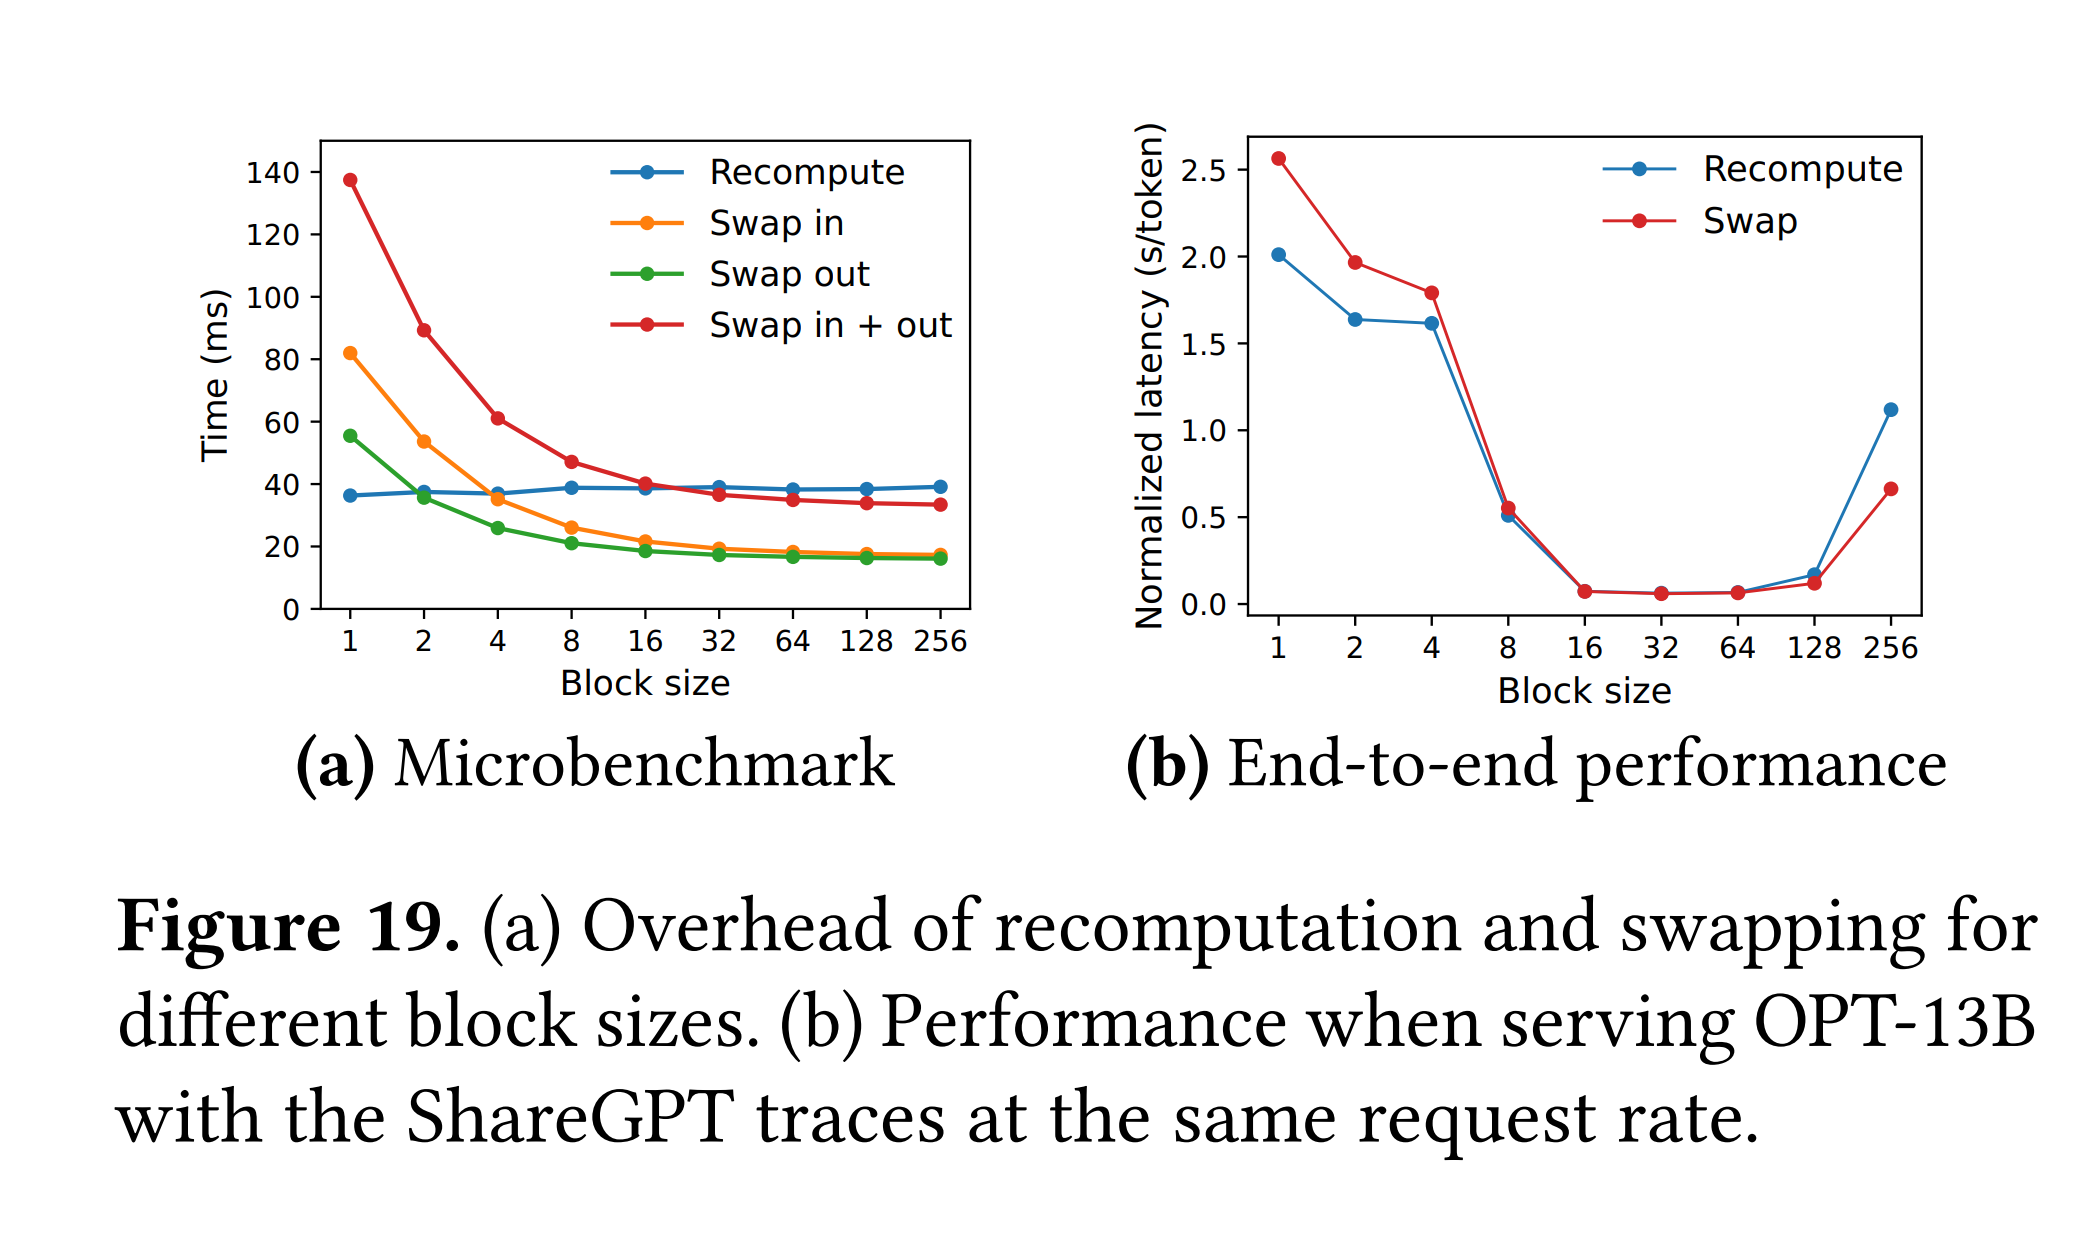 140
120
100
80
60
40
20
0
Time (ms)
Recompute
Swap in
Swap out
Swap in + out
1 2 4 8 16 32 64 128 256
Block size
(a) Microbenchmark
2.5
2.0
1.5
1.0
0.5
0.0
Normalized latency (s/token)
Recompute
Swap
1 2 4 8 16 32 64 128 256
Block size
(b) End-to-end performance
Figure 19. (a) Overhead of recomputation and swapping for
different block sizes. (b) Performance when serving OPT-13B
with the ShareGPT traces at the same request rate.